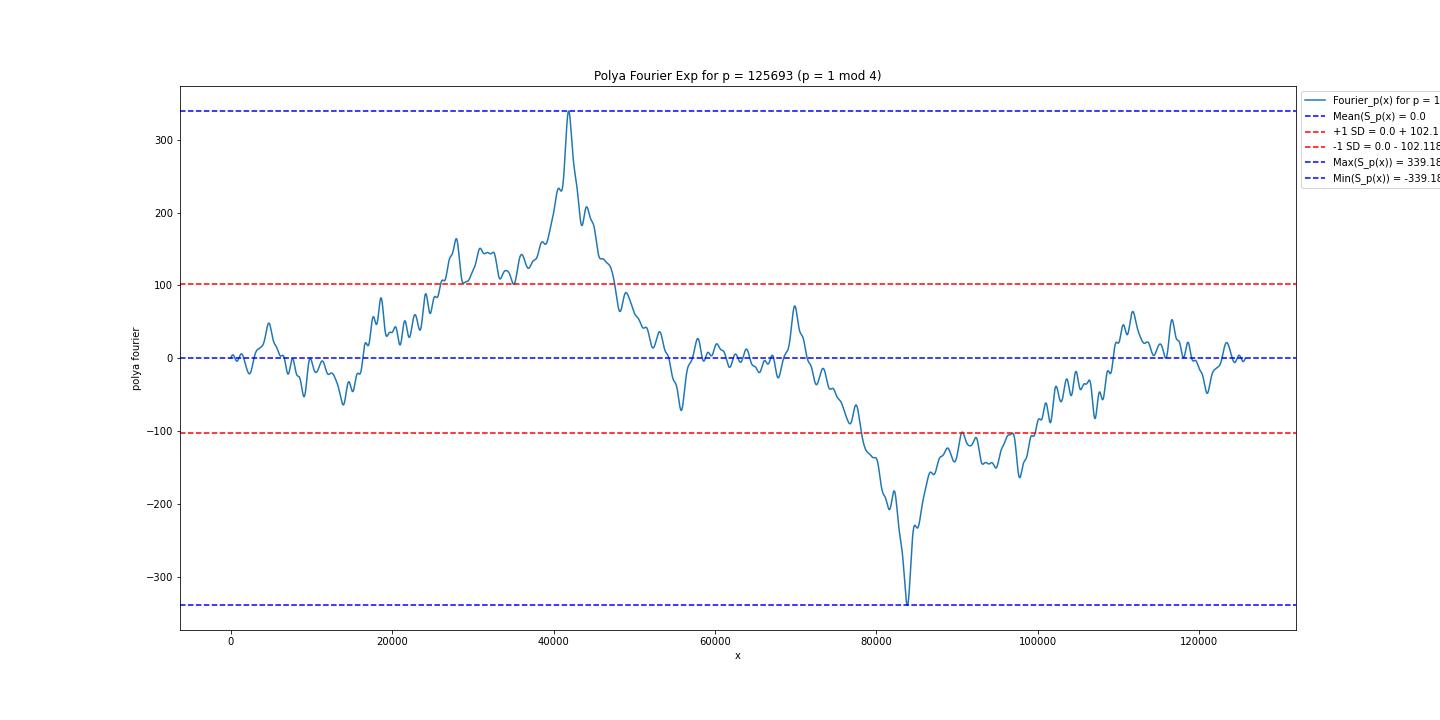 Polya Fourier Exp for p = 125693 (p = 1 mod 4)
Fourier_p(x) for p = 1
Mean(S_p(x) = 0.0
+1 SD = 0.0 + 102.1
-1 SD = 0.0 - 102.118
Max(S_p(x)) = 339.18
Min(S_p(x)) = -339.18
polya fourier
300
200
100
0
−100
−200
−300
0 20000 40000 60000 80000 100000 120000
x